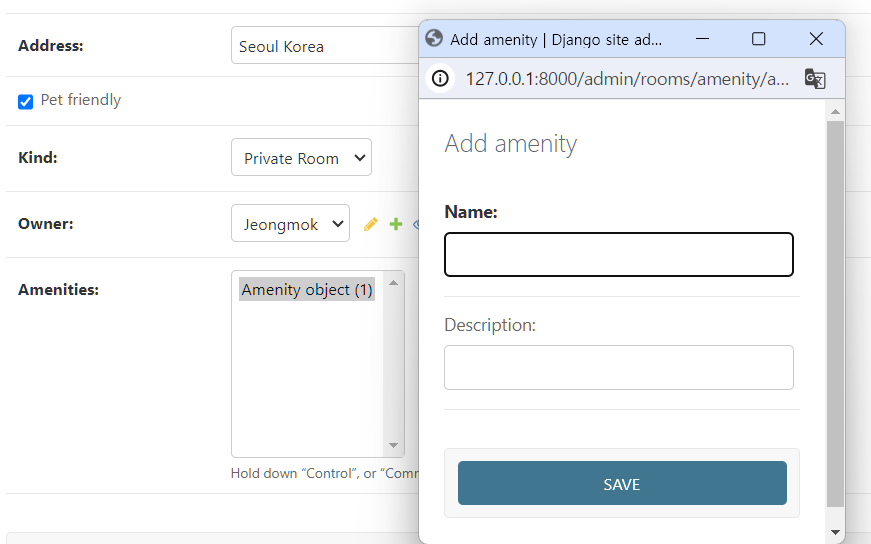 Address:
Seoul Korea
Pet friendly
Kind:
Private Room
Owner:
Jeongmok
Amenities:
Amenity object (1)
Hold down “Control”, or “Comm
Add amenity | Django site ad...
127.0.0.1:8000/admin/rooms/amenity/a...
Add amenity
Name:
Description:
SAVE